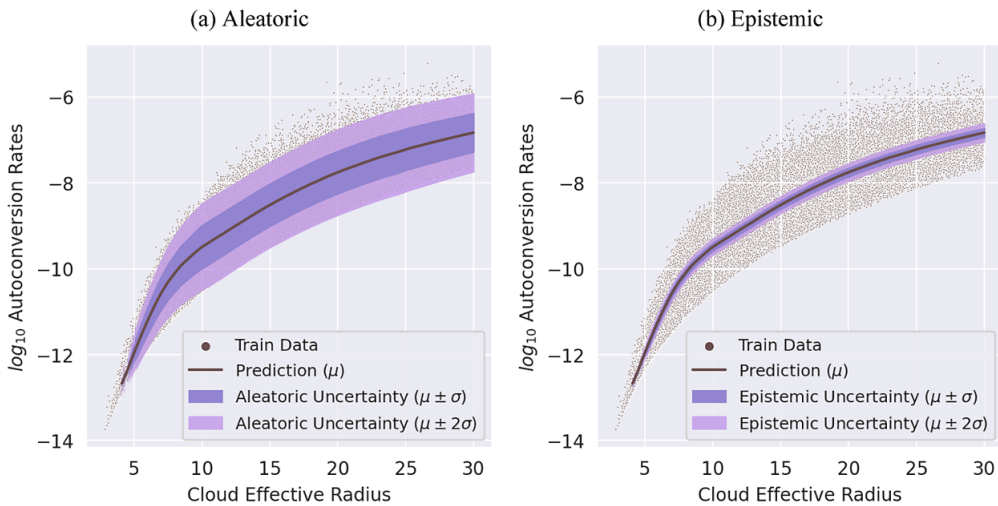 (a) Aleatoric
−6
−8
−10
−12
−14
log₁₀ Autoconversion Rates
Train Data
Prediction (μ)
Aleatoric Uncertainty (μ ± σ)
Aleatoric Uncertainty (μ ± 2σ)
5 10 15 20 25 30
Cloud Effective Radius
(b) Epistemic
−6
−8
−10
−12
−14
log₁₀ Autoconversion Rates
Train Data
Prediction (μ)
Epistemic Uncertainty (μ ± σ)
Epistemic Uncertainty (μ ± 2σ)
5 10 15 20 25 30
Cloud Effective Radius